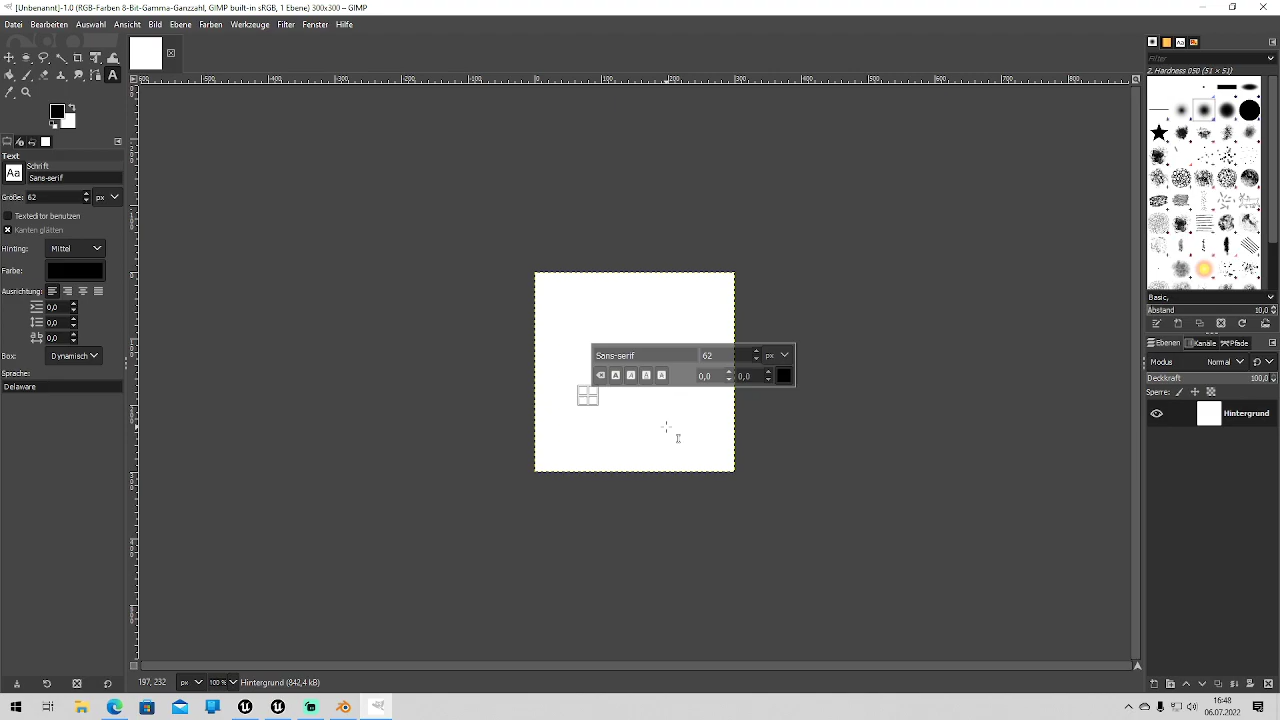 [Unbenannt]-1.0 (RGB-Farben 8-Bit-Gamma-Ganzzahl, GIMP built-in sRGB, 1 Ebene) 300x300 – GIMP
Datei Bearbeiten Auswahl Ansicht Bild Ebene Farben Werkzeuge Filter Fenster Hilfe
Filter
2. Hardness 050 (51 × 51)
Text
Schrift
Aa Sans-serif
Größe: 62 px
Texteditor benutzen
Kanten glätten
Hinting: Mittel
Farbe:
Ausrichtung:
0,0
0,0
0,0
Box: Dynamisch
Sprache:
Delaware
Sans-serif 62 px
0,0 0,0
Basic,
Abstand 10,0
Ebenen Kanäle Pfade
Modus Normal
Deckkraft 100,0
Sperre:
Hintergrund
197, 232 px 100 % Hintergrund (842,4 kB)
16:48
06.07.2022